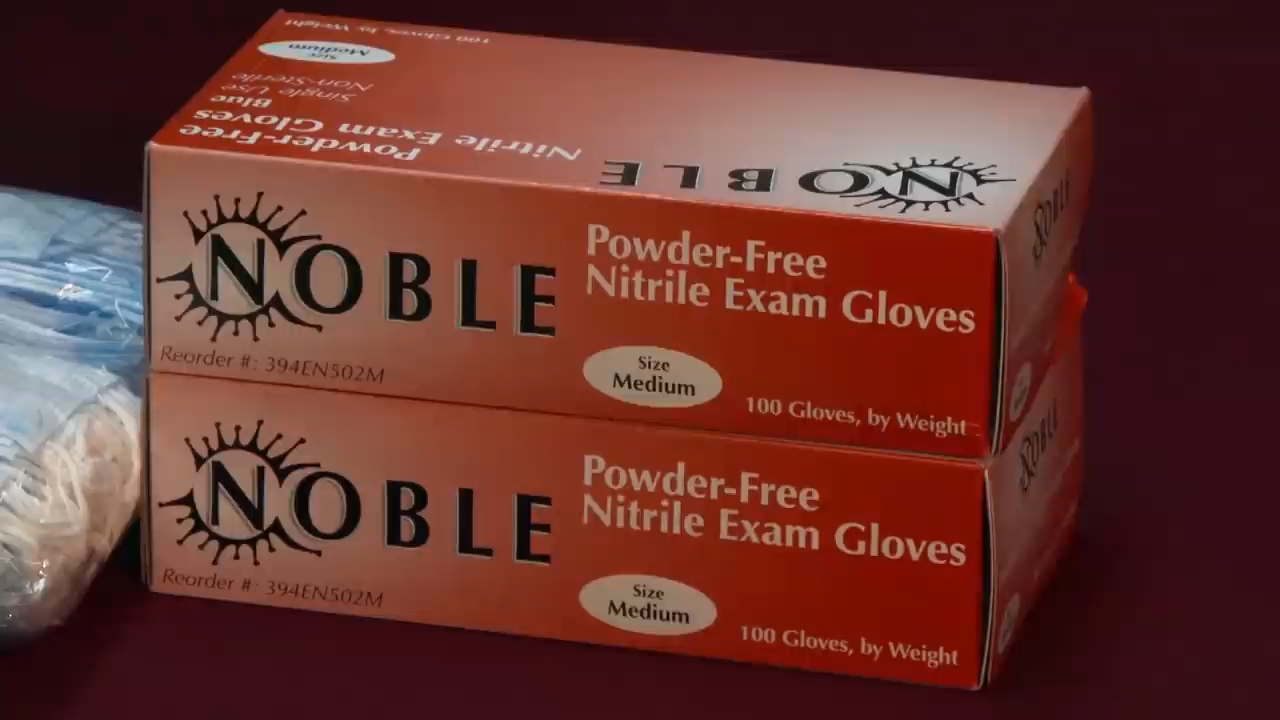 100 Gloves, by Weight
Size
Medium
Non-Sterile
Single Use
Blue
Nitrile Exam Gloves
Powder-Free
NOBLE
NOBLE
Powder-Free
Nitrile Exam Gloves
Reorder #: 394EN502M
Size
Medium
100 Gloves, by Weight
NOBLE
NOBLE
Powder-Free
Nitrile Exam Gloves
Reorder #: 394EN502M
Size
Medium
100 Gloves, by Weight
NOBLE